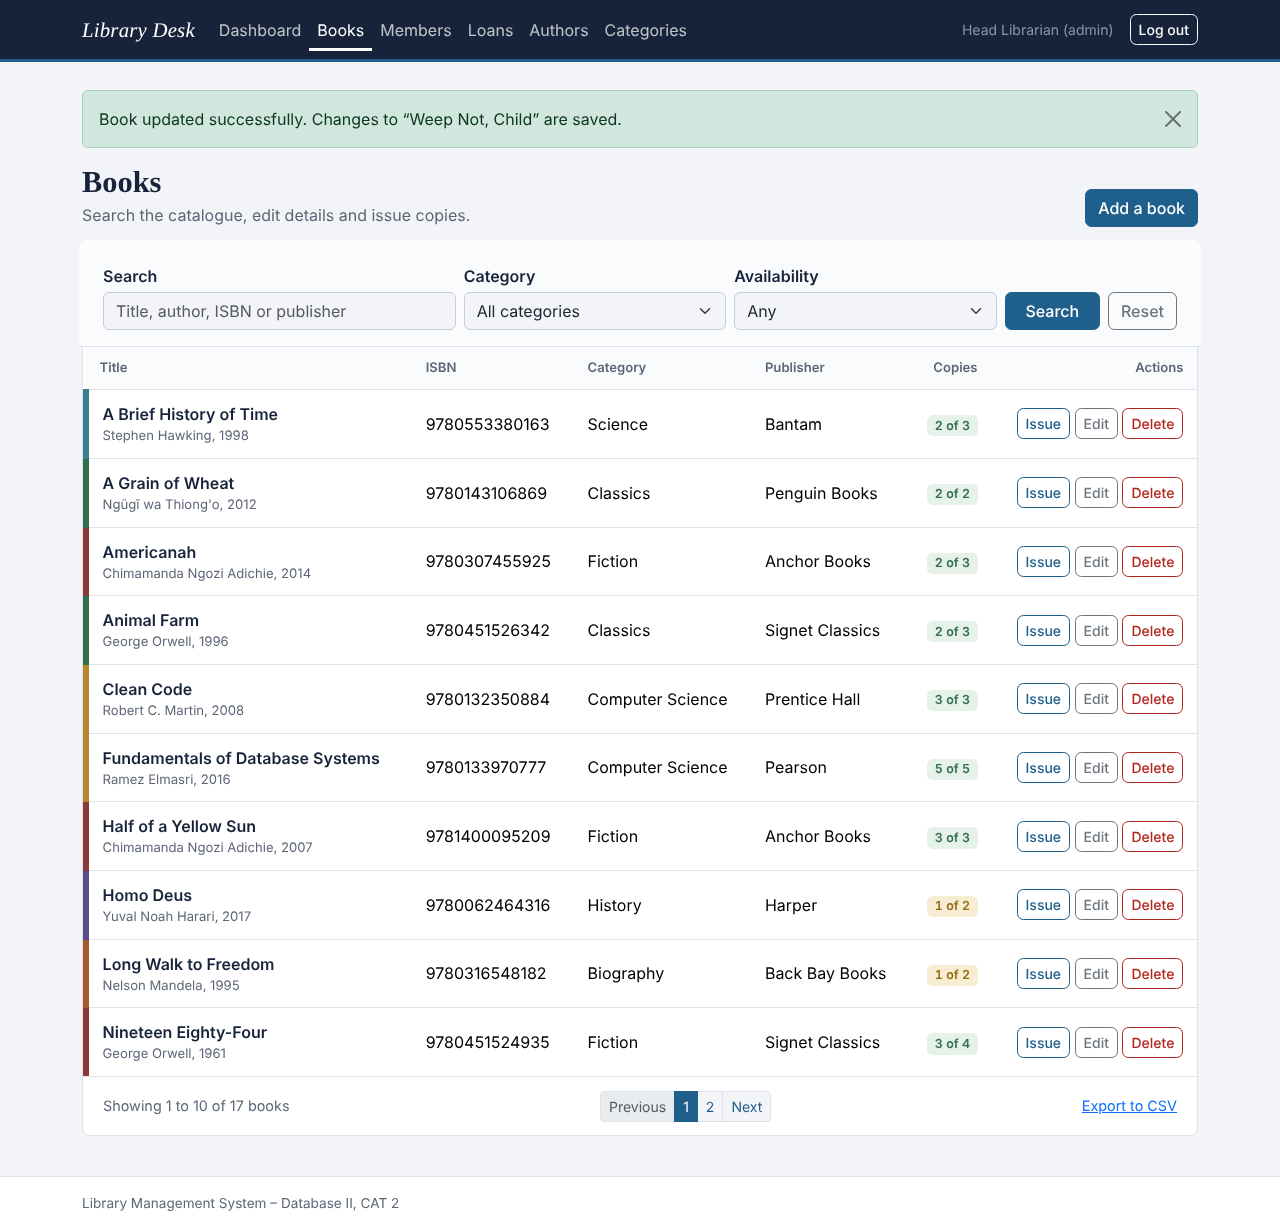 Library Desk Dashboard Books Members Loans Authors Categories Head Librarian (admin) Log out
Book updated successfully. Changes to “Weep Not, Child” are saved.
Books
Search the catalogue, edit details and issue copies.
Add a book
Search Category Availability
Title, author, ISBN or publisher All categories Any Search Reset
Title ISBN Category Publisher Copies Actions
A Brief History of Time
Stephen Hawking, 1998
9780553380163 Science Bantam 2 of 3 Issue Edit Delete
A Grain of Wheat
Ngũgĩ wa Thiong'o, 2012
9780143106869 Classics Penguin Books 2 of 2 Issue Edit Delete
Americanah
Chimamanda Ngozi Adichie, 2014
9780307455925 Fiction Anchor Books 2 of 3 Issue Edit Delete
Animal Farm
George Orwell, 1996
9780451526342 Classics Signet Classics 2 of 3 Issue Edit Delete
Clean Code
Robert C. Martin, 2008
9780132350884 Computer Science Prentice Hall 3 of 3 Issue Edit Delete
Fundamentals of Database Systems
Ramez Elmasri, 2016
9780133970777 Computer Science Pearson 5 of 5 Issue Edit Delete
Half of a Yellow Sun
Chimamanda Ngozi Adichie, 2007
9781400095209 Fiction Anchor Books 3 of 3 Issue Edit Delete
Homo Deus
Yuval Noah Harari, 2017
9780062464316 History Harper 1 of 2 Issue Edit Delete
Long Walk to Freedom
Nelson Mandela, 1995
9780316548182 Biography Back Bay Books 1 of 2 Issue Edit Delete
Nineteen Eighty-Four
George Orwell, 1961
9780451524935 Fiction Signet Classics 3 of 4 Issue Edit Delete
Showing 1 to 10 of 17 books Previous 1 2 Next Export to CSV
Library Management System – Database II, CAT 2